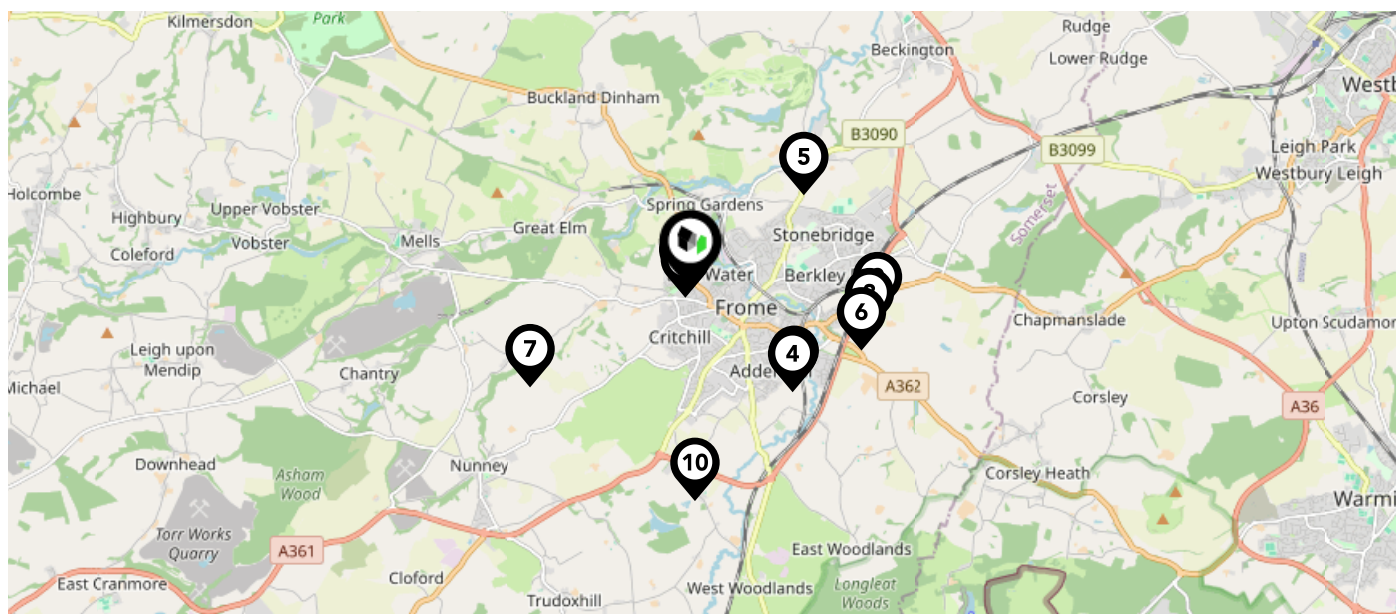 Kilmersdon
Park
Rudge
Beckington
Lower Rudge
Buckland Dinham
B3090
B3099
Leigh Park
5
Westbury Leigh
Holcombe
Spring Gardens
Upper Vobster
Highbury
Somerset
Great Elm
Stonebridge
Mells
Vobster
Coleford
Water
Berkley
Frome
6
Chapmanslade
Upton Scudamor
Critchill
7
4
Leigh upon
Mendip
Chantry
Michael
A362
Corsley
A36
10
Downhead
Nunney
Asham
Wood
Corsley Heath
Torr Works
Quarry
A361
East Woodlands
East Cranmore
Cloford
West Woodlands
Longleat
Woods
Trudoxhill